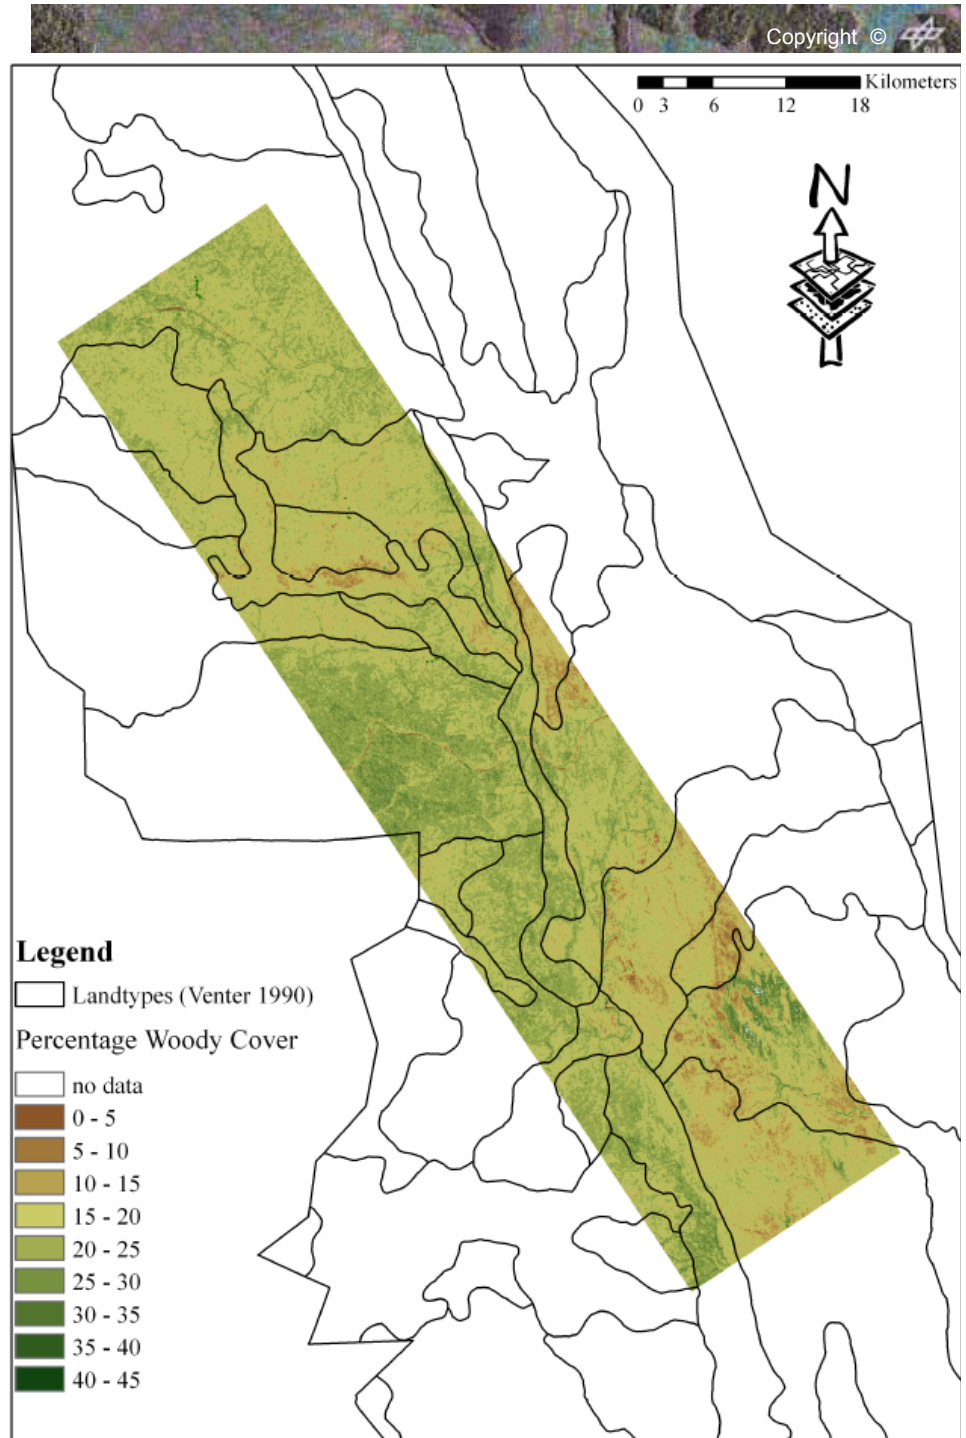 Copyright ©
DLR
Kilometers
0 3 6 12 18
N
Legend
Landtypes (Venter 1990)
Percentage Woody Cover
no data
0 - 5
5 - 10
10 - 15
15 - 20
20 - 25
25 - 30
30 - 35
35 - 40
40 - 45